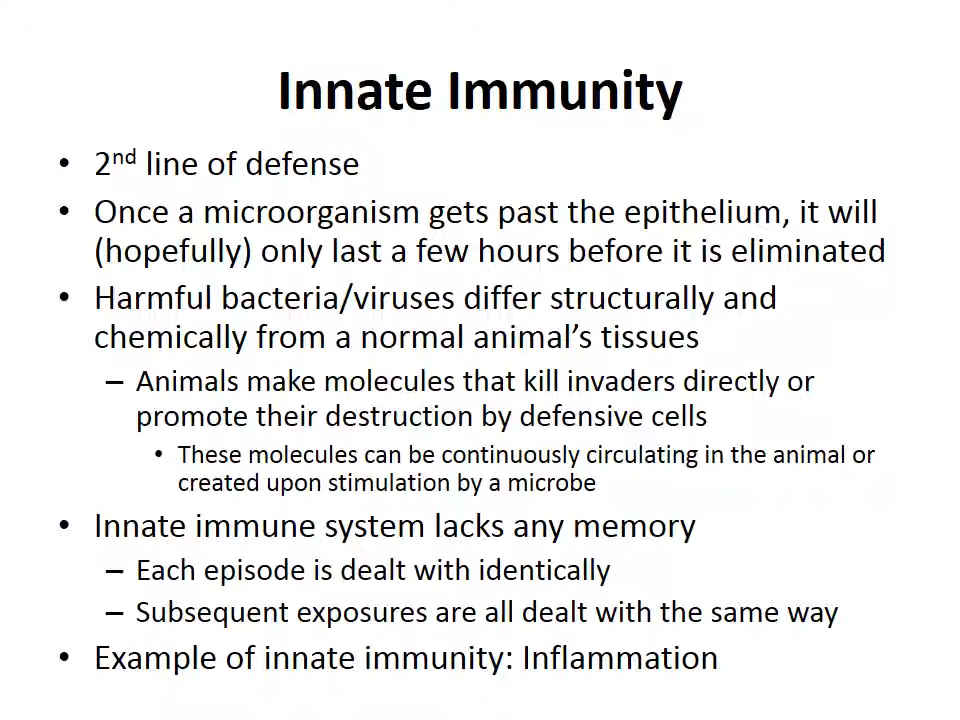 Innate Immunity
• 2nd line of defense
• Once a microorganism gets past the epithelium, it will
(hopefully) only last a few hours before it is eliminated
• Harmful bacteria/viruses differ structurally and
chemically from a normal animal's tissues
– Animals make molecules that kill invaders directly or
promote their destruction by defensive cells
• These molecules can be continuously circulating in the animal or
created upon stimulation by a microbe
• Innate immune system lacks any memory
– Each episode is dealt with identically
– Subsequent exposures are all dealt with the same way
• Example of innate immunity: Inflammation